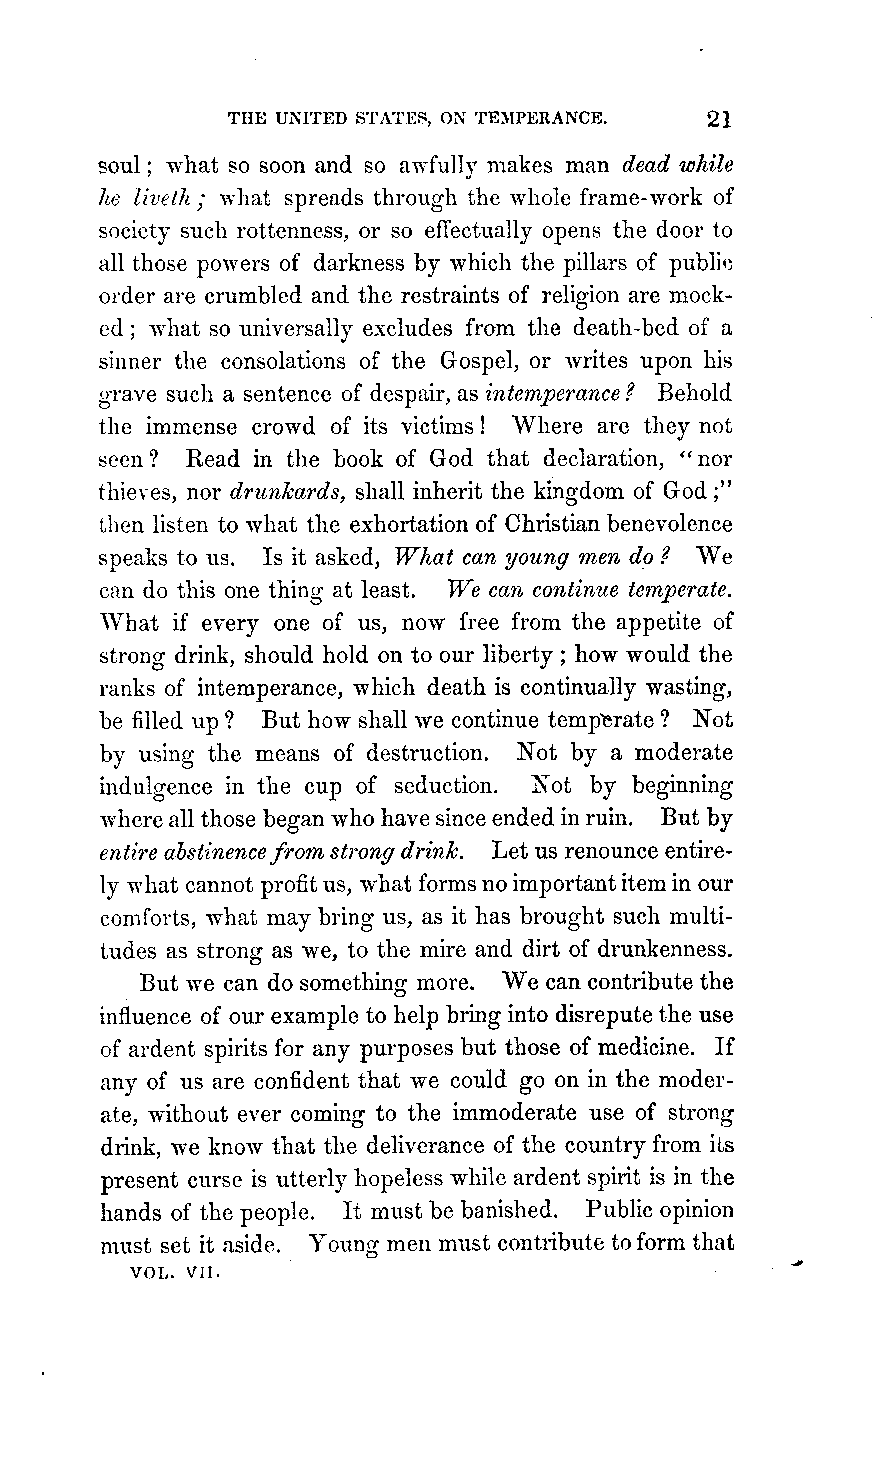 THE UNITED STATES, ON TEMPERANCE. 21
soul; what so soon and so awfully makes man dead while
he liveth; what spreads through the whole frame-work of
society such rottenness, or so effectually opens the door to
all those powers of darkness by which the pillars of public
order are crumbled and the restraints of religion are mock-
ed; what so universally excludes from the death-bed of a
sinner the consolations of the Gospel, or writes upon his
grave such a sentence of despair, as intemperance? Behold
the immense crowd of its victims! Where are they not
seen? Read in the book of God that declaration, "nor
thieves, nor drunkards, shall inherit the kingdom of God;"
then listen to what the exhortation of Christian benevolence
speaks to us. Is it asked, What can young men do? We
can do this one thing at least. We can continue temperate.
What if every one of us, now free from the appetite of
strong drink, should hold on to our liberty; how would the
ranks of intemperance, which death is continually wasting,
be filled up? But how shall we continue temperate? Not
by using the means of destruction. Not by a moderate
indulgence in the cup of seduction. Not by beginning
where all those began who have since ended in ruin. But by
entire abstinence from strong drink. Let us renounce entire-
ly what cannot profit us, what forms no important item in our
comforts, what may bring us, as it has brought such multi-
tudes as strong as we, to the mire and dirt of drunkenness.
But we can do something more. We can contribute the
influence of our example to help bring into disrepute the use
of ardent spirits for any purposes but those of medicine. If
any of us are confident that we could go on in the moder-
ate, without ever coming to the immoderate use of strong
drink, we know that the deliverance of the country from its
present curse is utterly hopeless while ardent spirit is in the
hands of the people. It must be banished. Public opinion
must set it aside. Young men must contribute to form that
VOL. VII.